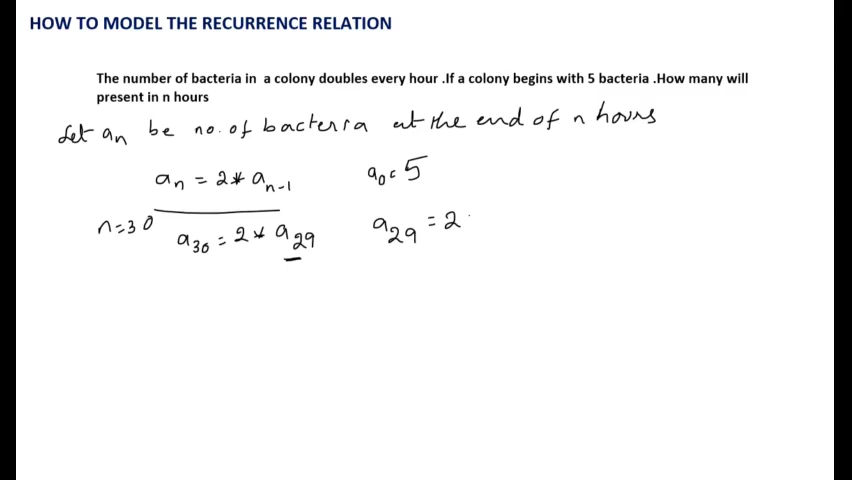 HOW TO MODEL THE RECURRENCE RELATION
The number of bacteria in a colony doubles every hour .If a colony begins with 5 bacteria .How many will
present in n hours
Let an be no. of bacteria at the end of n hours
an = 2* an-1 a0 = 5
n=30 a30 = 2* a29 a29 = 2